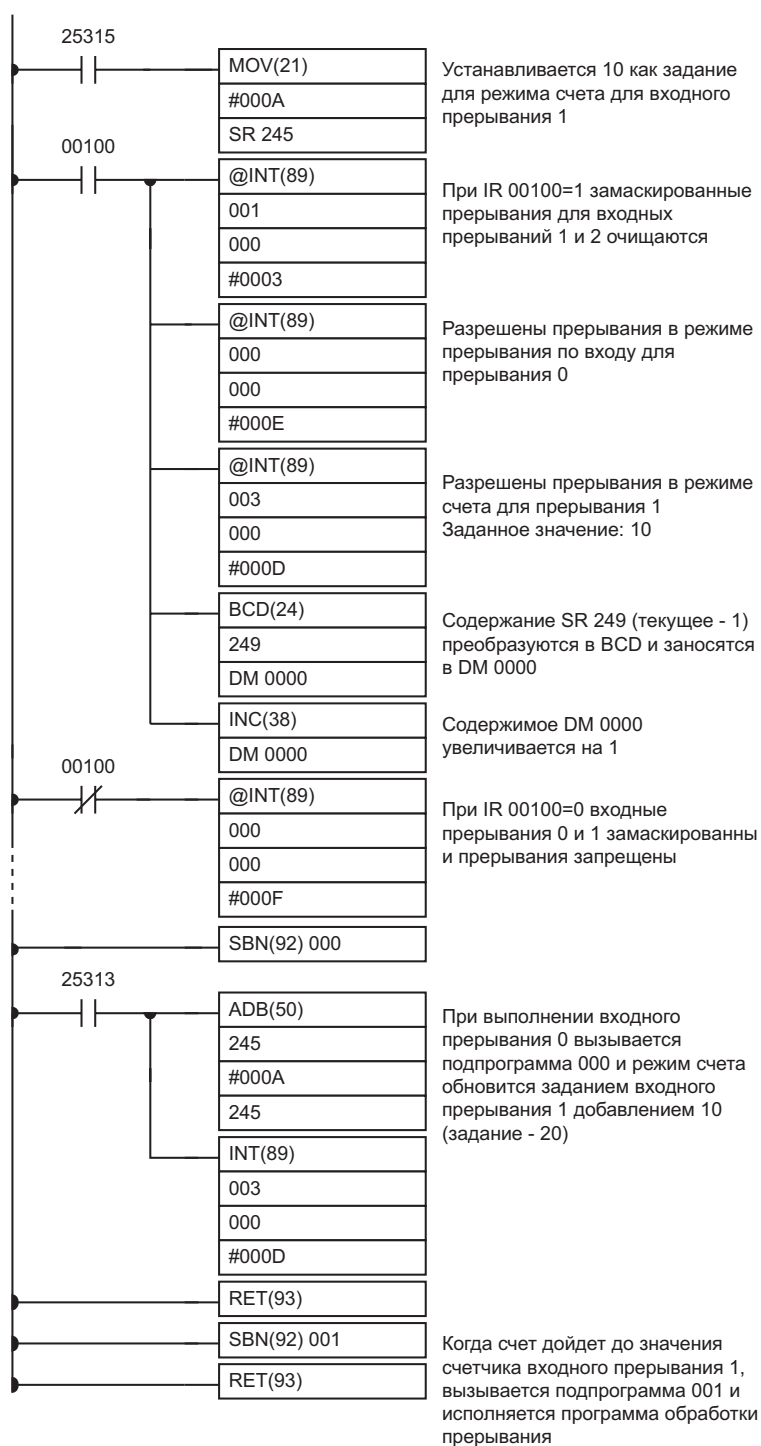 25315
MOV(21)
#000A
SR 245
Устанавливается 10 как задание
для режима счета для входного
прерывания 1
00100
@INT(89)
001
000
#0003
При IR 00100=1 замаскированные
прерывания для входных
прерываний 1 и 2 очищаются
@INT(89)
000
000
#000E
Разрешены прерывания в режиме
прерывания по входу для
прерывания 0
@INT(89)
003
000
#000D
Разрешены прерывания в режиме
счета для прерывания 1
Заданное значение: 10
BCD(24)
249
DM 0000
Содержание SR 249 (текущее - 1)
преобразуются в BCD и заносятся
в DM 0000
INC(38)
DM 0000
Содержимое DM 0000
увеличивается на 1
00100
@INT(89)
000
000
#000F
При IR 00100=0 входные
прерывания 0 и 1 замаскированны
и прерывания запрещены
SBN(92) 000
25313
ADB(50)
245
#000A
245
При выполнении входного
прерывания 0 вызывается
подпрограмма 000 и режим счета
обновится заданием входного
прерывания 1 добавлением 10
(задание - 20)
INT(89)
003
000
#000D
RET(93)
SBN(92) 001
RET(93)
Когда счет дойдет до значения
счетчика входного прерывания 1,
вызывается подпрограмма 001 и
исполняется программа обработки
прерывания